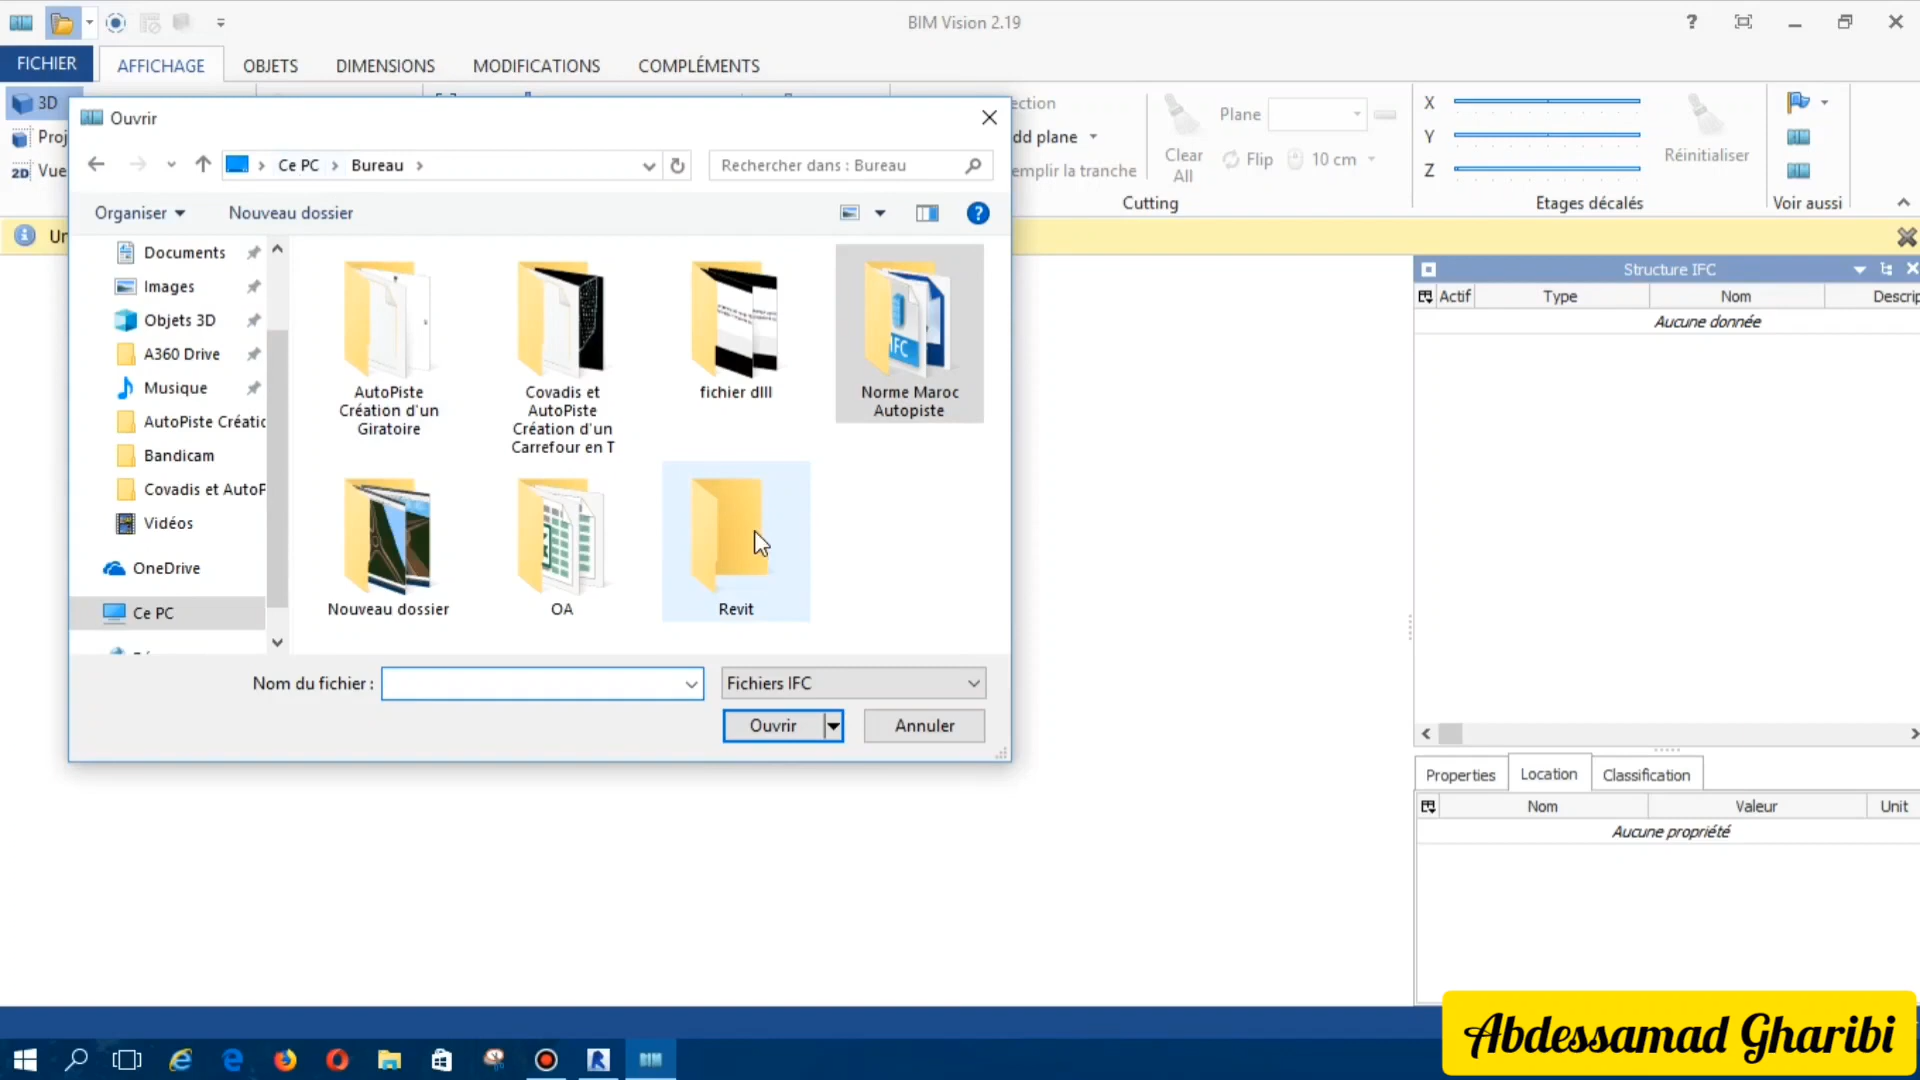 BIM Vision 2.19
FICHIER
AFFICHAGE
OBJETS
DIMENSIONS
MODIFICATIONS
COMPLÉMENTS
3D
Proj
2D Vue
ection
dd plane
emplir la tranche
Clear
All
Plane
Flip
10 cm
Cutting
X
Y
Z
Réinitialiser
Etages décalés
Voir aussi
Un
Ouvrir
Ce PC
Bureau
Rechercher dans : Bureau
Organiser
Nouveau dossier
Documents
Images
Objets 3D
A360 Drive
Musique
AutoPiste Créatic
Bandicam
Covadis et AutoP
Vidéos
OneDrive
Ce PC
AutoPiste
Création d'un
Giratoire
Covadis et
AutoPiste
Création d'un
Carrefour en T
fichier dlll
IFC
Norme Maroc
Autopiste
Nouveau dossier
OA
Revit
Nom du fichier :
Fichiers IFC
Ouvrir
Annuler
Structure IFC
Actif
Type
Nom
Descrip
Aucune donnée
Properties
Location
Classification
Nom
Valeur
Unit
Aucune propriété
Abdessamad Gharibi